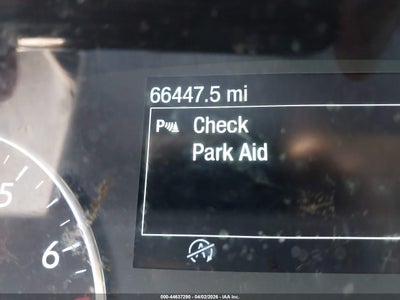 66447.5 mi
P Check
Park Aid
5
6
A
000-44637290 - 04/02/2026 - IAA Inc.